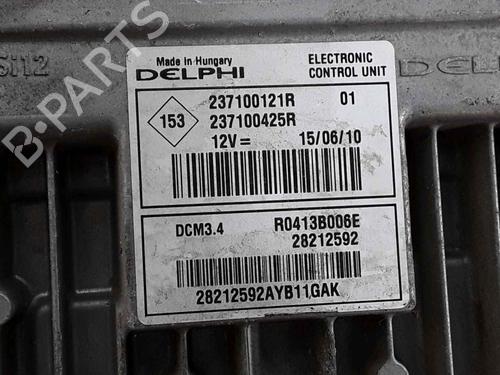 Made in Hungary
DELPHI
ELECTRONIC
CONTROL UNIT
153
237100121R 01
237100425R
12V= 15/06/10
DCM3.4 R0413B006E
28212592
28212592AYB11GAK